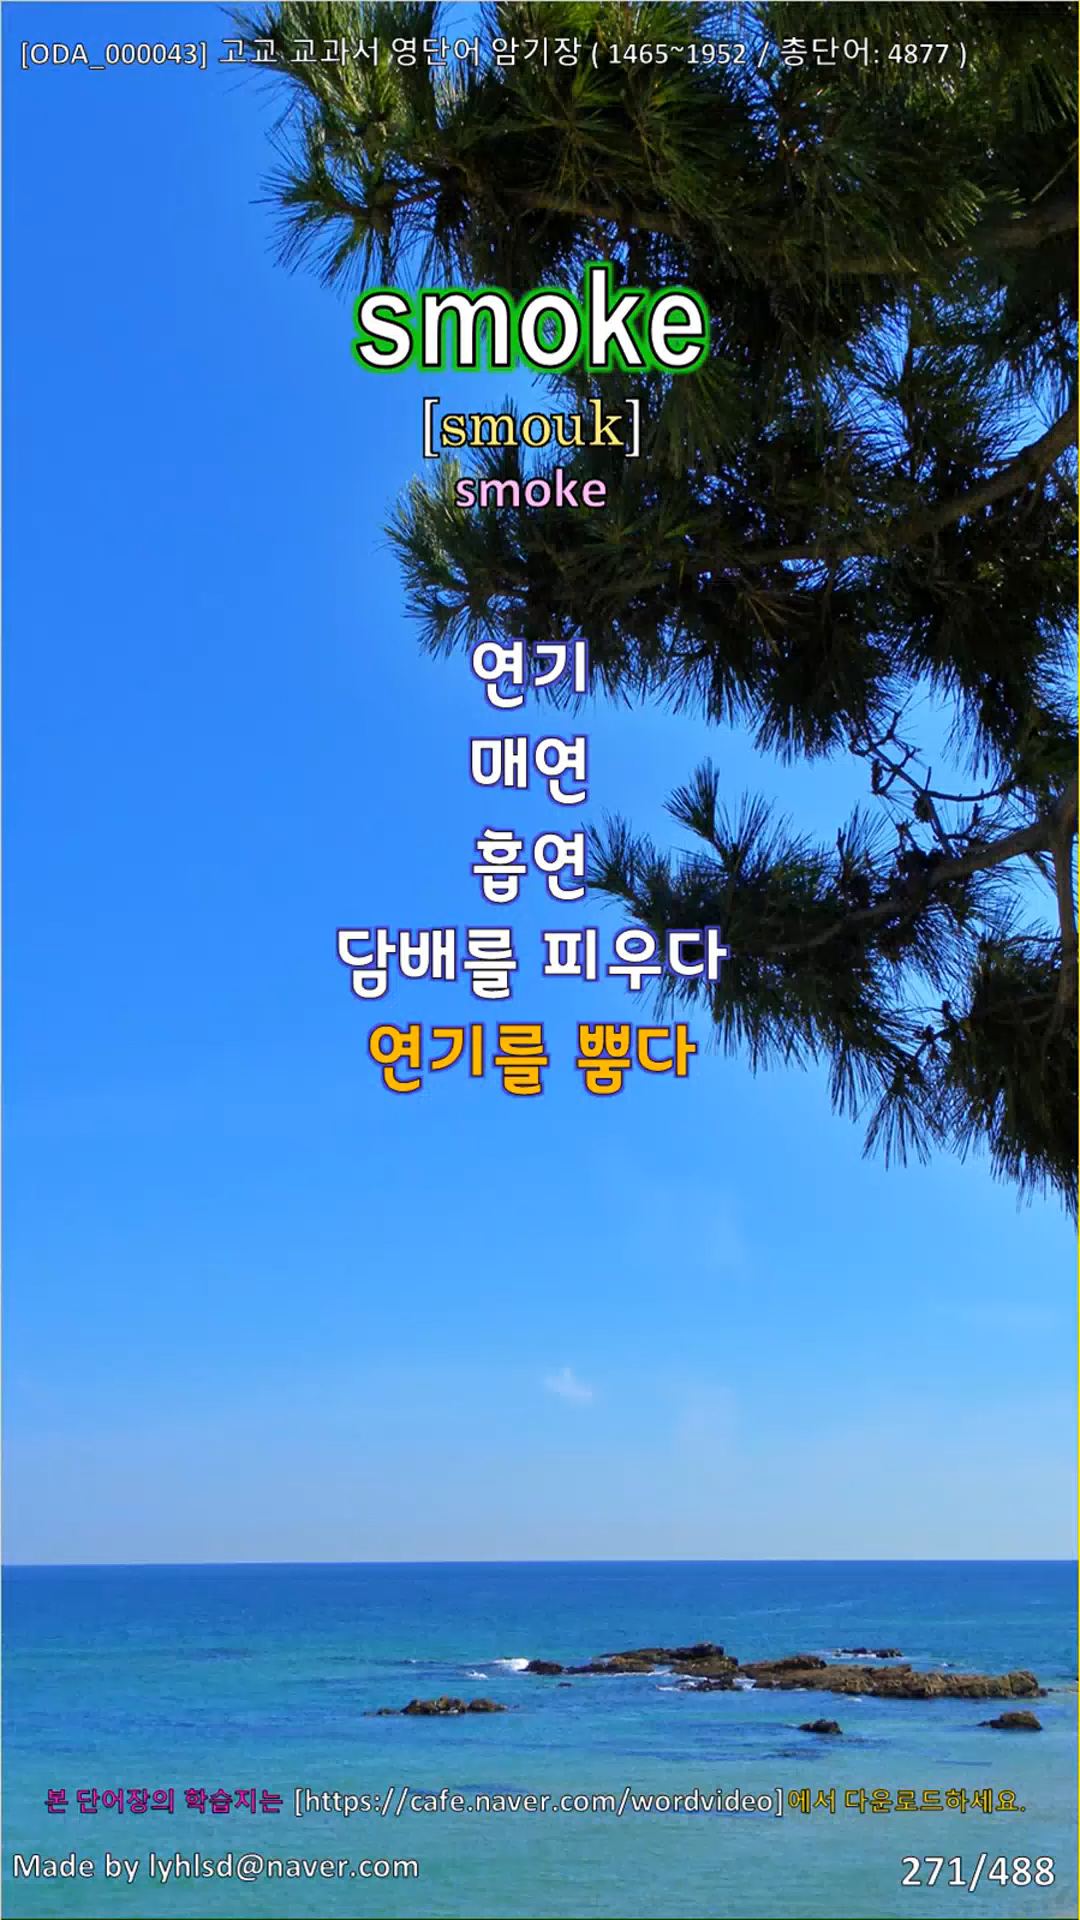 [ODA_000043] 고교 교과서 영단어 암기장 ( 1465~1952 / 총단어: 4877 )
smoke
[smouk]
smoke
연기
매연
흡연
담배를 피우다
연기를 뿜다
본 단어장의 학습지는 [https://cafe.naver.com/wordvideo]에서 다운로드하세요.
Made by lyhlsd@naver.com
271/488